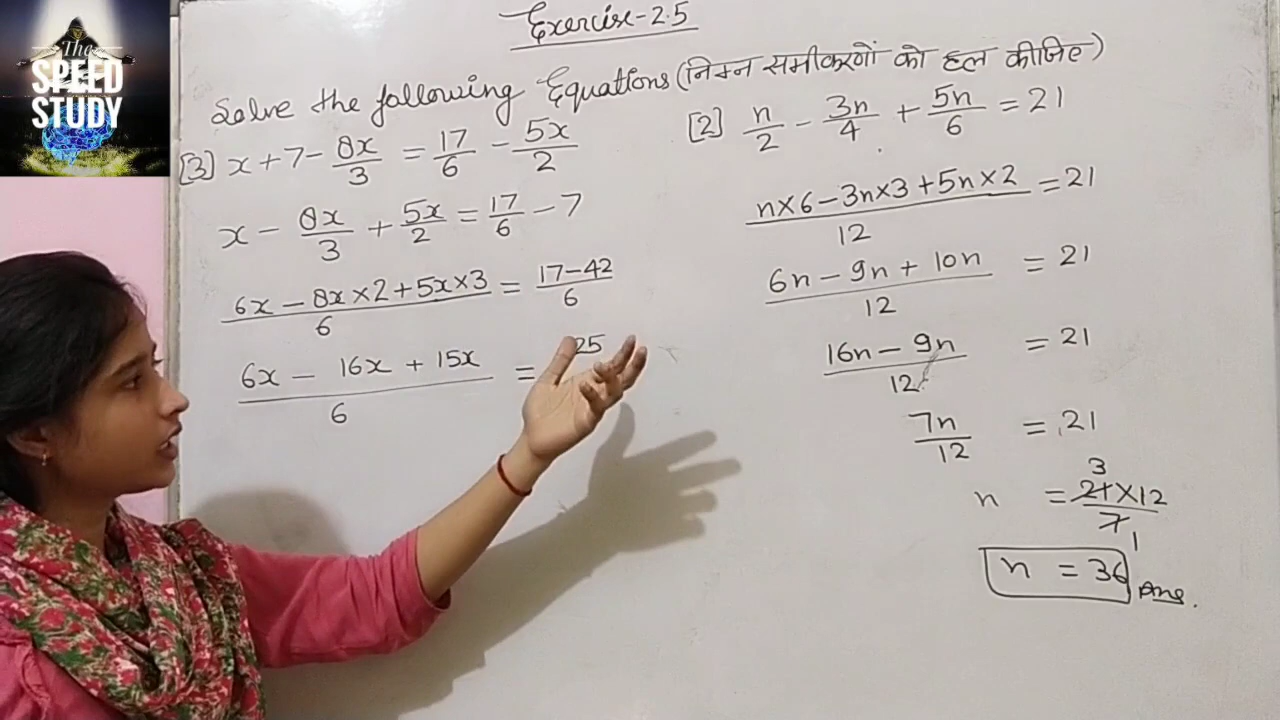 The
SPEED
STUDY
Exercise-2.5
Solve the following Equations (निम्न समीकरणों को हल कीजिए)
[3] x + 7 - 8x/3 = 17/6 - 5x/2
x - 8x/3 + 5x/2 = 17/6 - 7
6x - 8x×2 + 5x×3/6 = 17-42/6
6x - 16x + 15x/6 = 25
[2] n/2 - 3n/4 + 5n/6 = 21
n×6 - 3n×3 + 5n×2/12 = 21
6n - 9n + 10n/12 = 21
16n - 9n/12 = 21
7n/12 = 21
3
n = 21×12/7
1
n = 36 Ans.